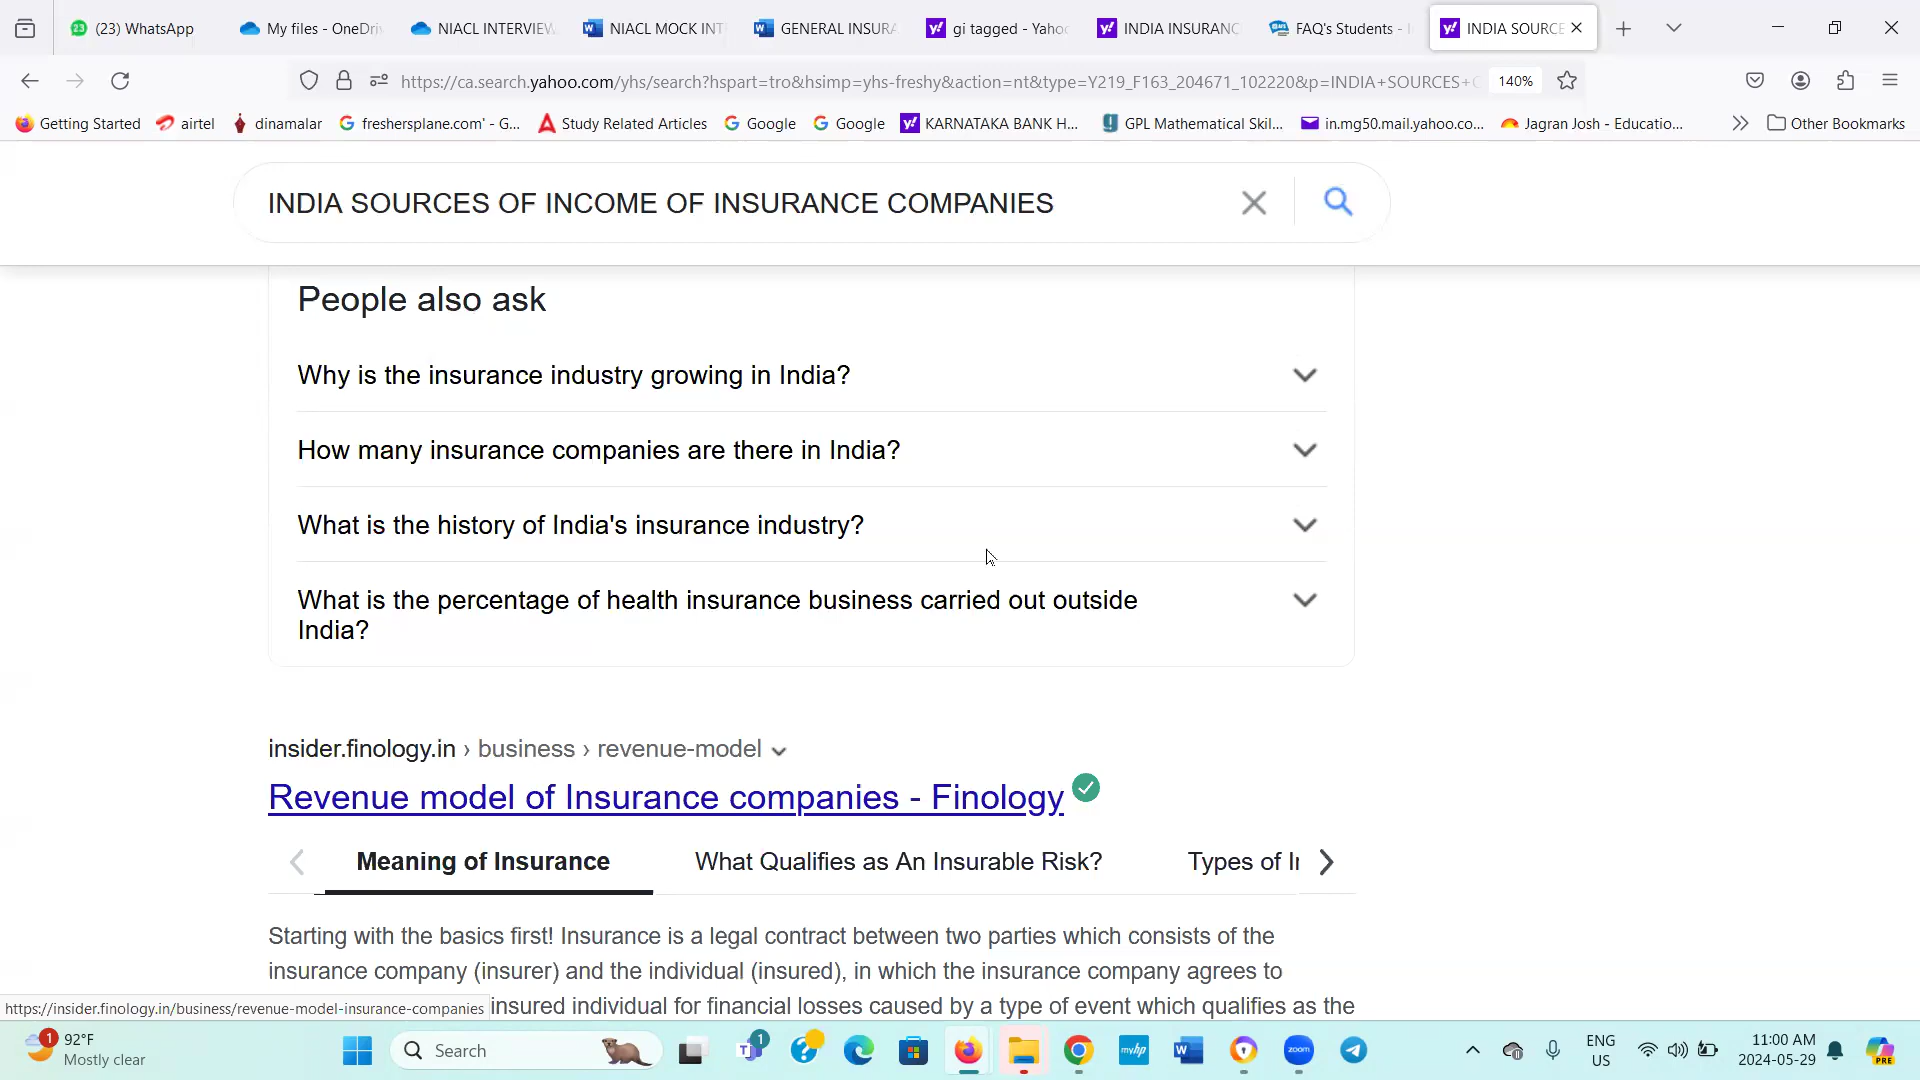 (23) WhatsApp
My files - OneDri
NIACL INTERVIEW
NIACL MOCK INT
GENERAL INSURA
gi tagged - Yahoo
INDIA INSURANC
FAQ's Students - I
INDIA SOURCE
https://ca.search.yahoo.com/yhs/search?hspart=tro&hsimp=yhs-freshy&action=nt&type=Y219_F163_204671_102220&p=INDIA+SOURCES+
140%
Getting Started
airtel
dinamalar
freshersplane.com' - G...
Study Related Articles
Google
Google
KARNATAKA BANK H...
GPL Mathematical Skil...
in.mg50.mail.yahoo.co...
Jagran Josh - Educatio...
Other Bookmarks
INDIA SOURCES OF INCOME OF INSURANCE COMPANIES
People also ask
Why is the insurance industry growing in India?
How many insurance companies are there in India?
What is the history of India's insurance industry?
What is the percentage of health insurance business carried out outside
India?
insider.finology.in › business › revenue-model
Revenue model of Insurance companies - Finology
Meaning of Insurance
What Qualifies as An Insurable Risk?
Types of I
Starting with the basics first! Insurance is a legal contract between two parties which consists of the
insurance company (insurer) and the individual (insured), in which the insurance company agrees to
https://insider.finology.in/business/revenue-model-insurance-companies
insured individual for financial losses caused by a type of event which qualifies as the
1
92°F
Mostly clear
Search
1
myhp
zoom
ENG
US
11:00 AM
2024-05-29
PRE